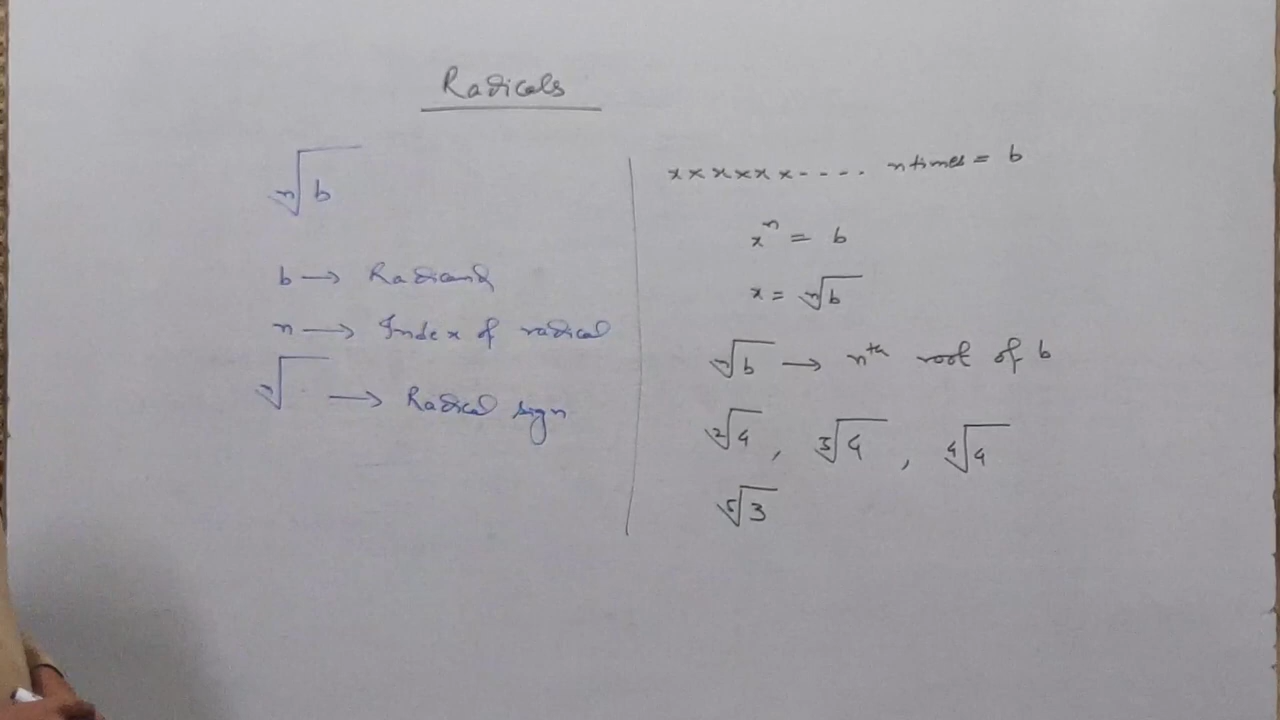 Radicals
ⁿ√b
b → Radicand
n → Index of radical
ⁿ√ → Radical sign
x × x × x × ---- n times = b
xⁿ = b
x = ⁿ√b
ⁿ√b → nᵗʰ root of b
²√4 , ³√4 , ⁴√4
⁵√3